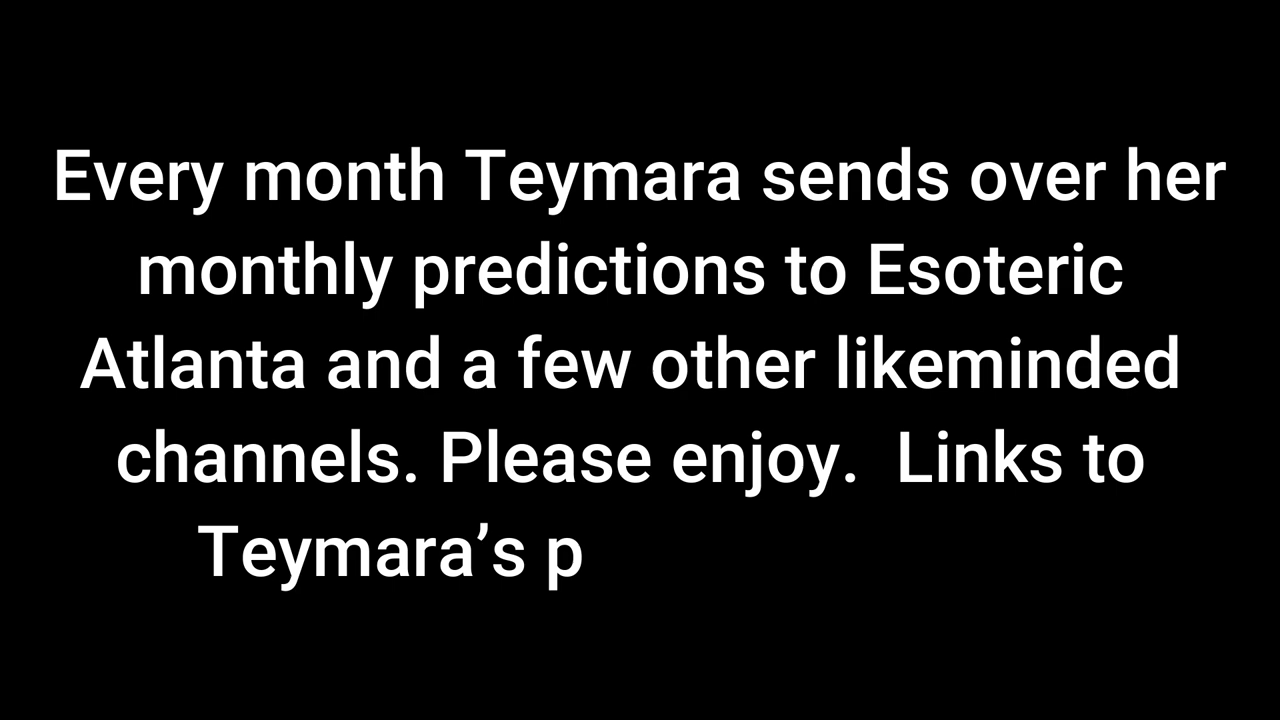 Every month Teymara sends over her
monthly predictions to Esoteric
Atlanta and a few other likeminded
channels. Please enjoy.  Links to
Teymara’s p